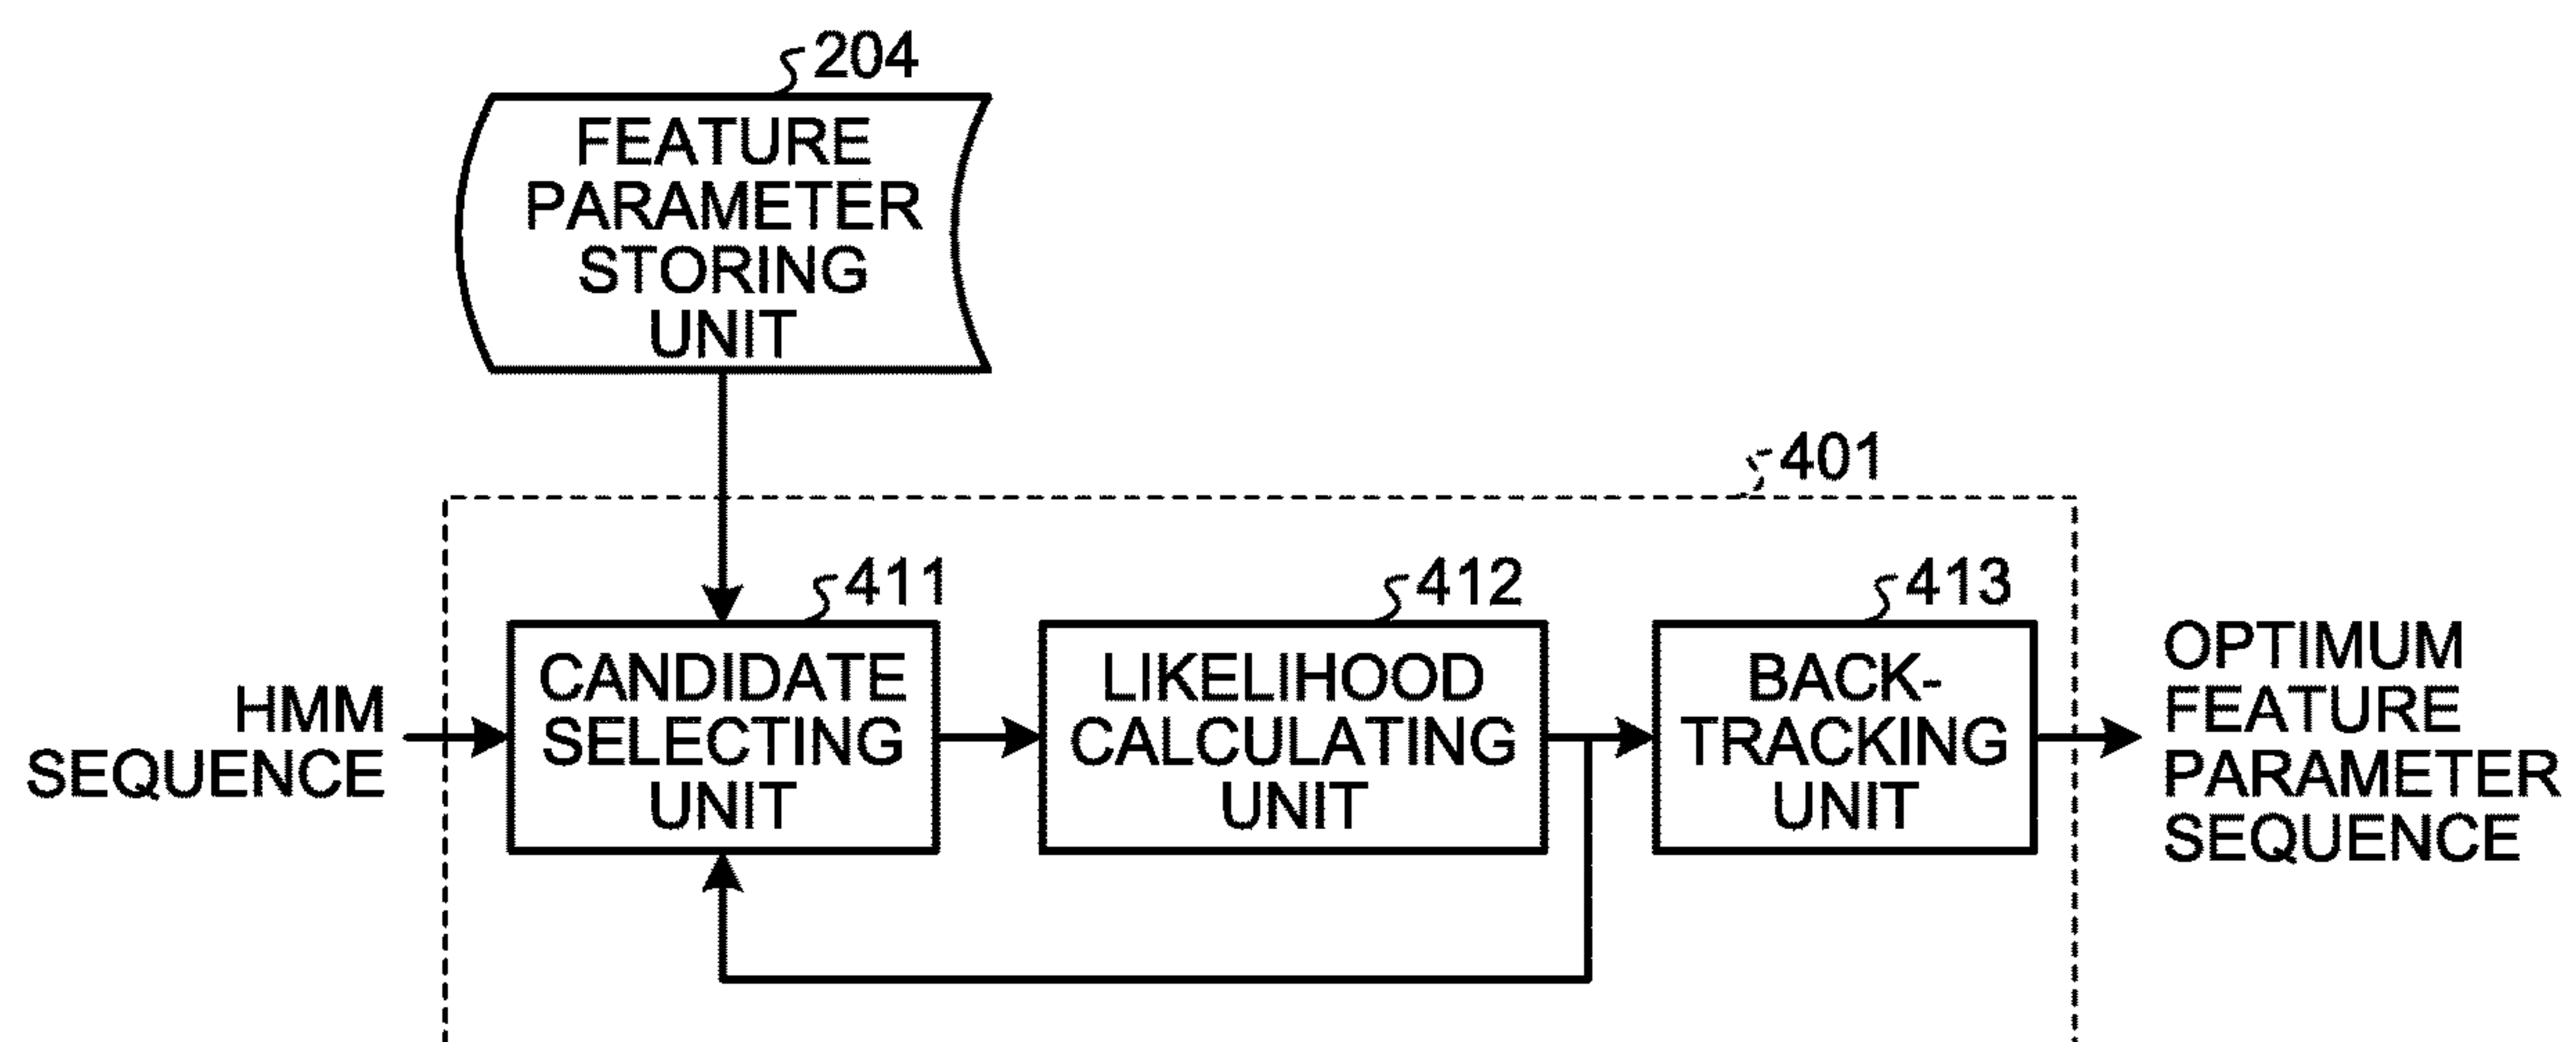 204
FEATURE
PARAMETER
STORING
UNIT
401
411
412
413
HMM
SEQUENCE
CANDIDATE
SELECTING
UNIT
LIKELIHOOD
CALCULATING
UNIT
BACK-
TRACKING
UNIT
OPTIMUM
FEATURE
PARAMETER
SEQUENCE